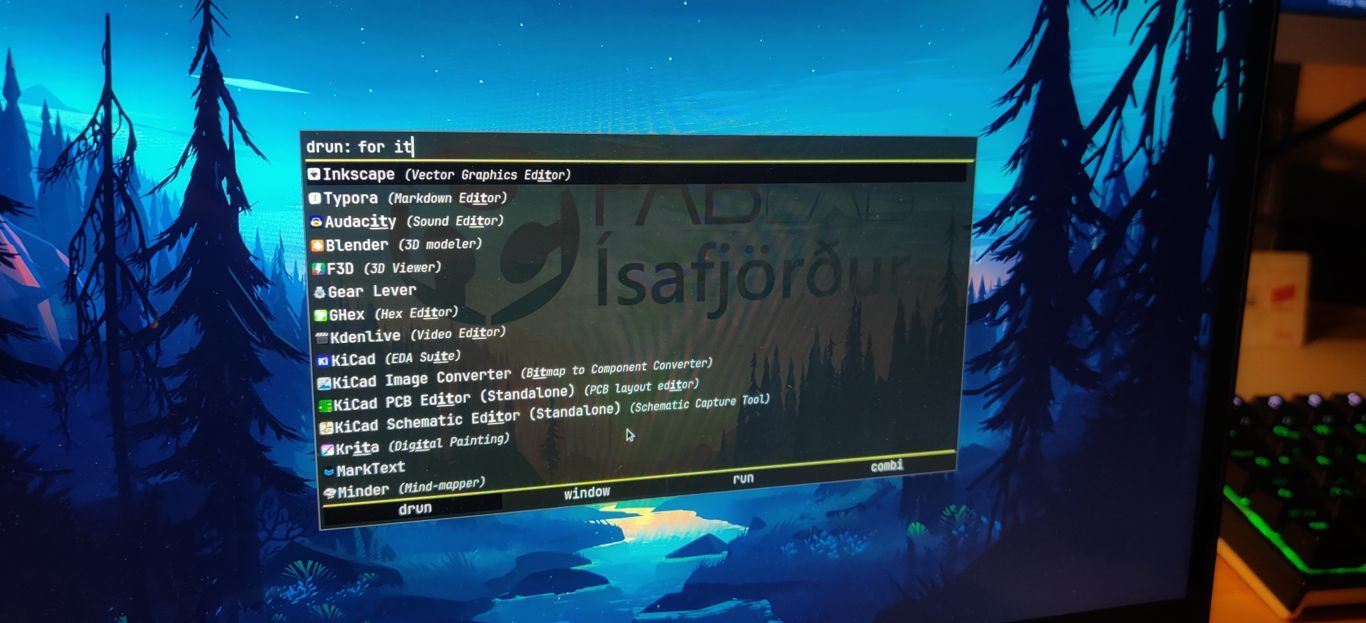 drun: for it
Inkscape (Vector Graphics Editor)
Typora (Markdown Editor)
Audacity (Sound Editor)
Blender (3D modeler)
F3D (3D Viewer)
Gear Lever
GHex (Hex Editor)
Kdenlive (Video Editor)
KiCad (EDA Suite)
KiCad Image Converter (Bitmap to Component Converter)
KiCad PCB Editor (Standalone) (PCB layout editor)
KiCad Schematic Editor (Standalone) (Schematic Capture Tool)
Krita (Digital Painting)
MarkText
Minder (Mind-mapper)
drun window run combi
FABLAB
Ísafjörður